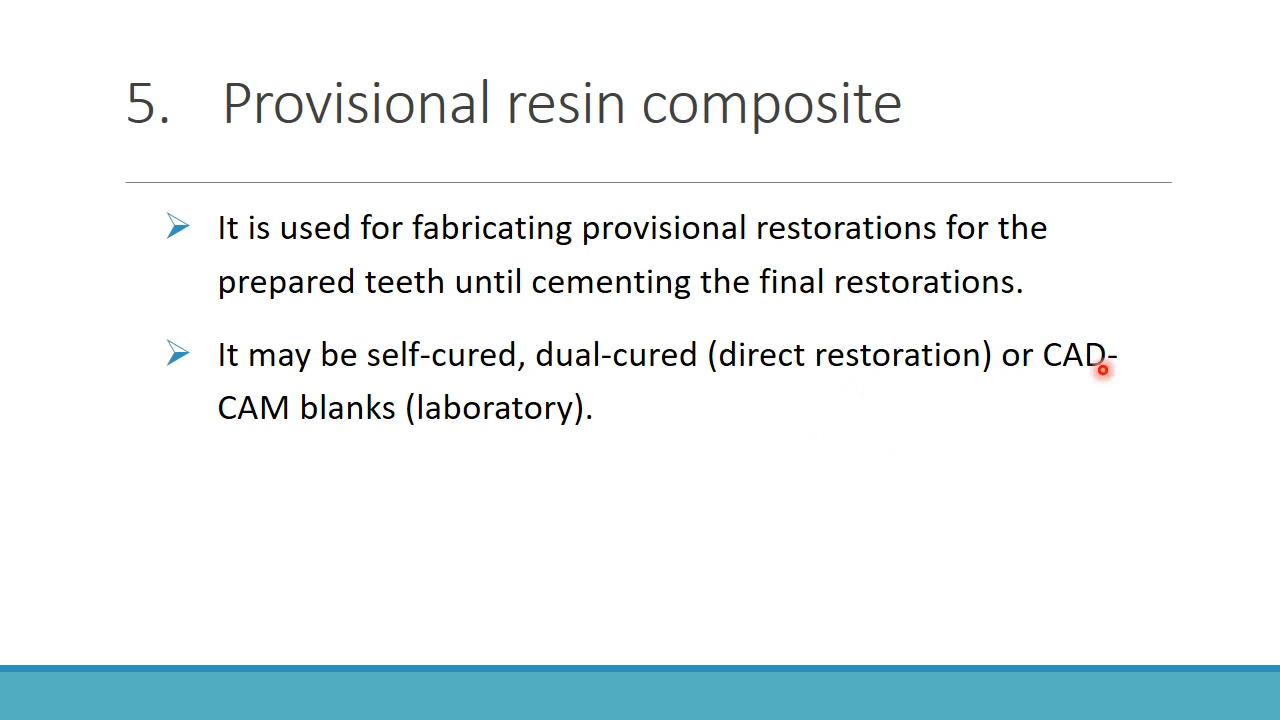 5. Provisional resin composite
It is used for fabricating provisional restorations for the
prepared teeth until cementing the final restorations.
It may be self-cured, dual-cured (direct restoration) or CAD-
CAM blanks (laboratory).